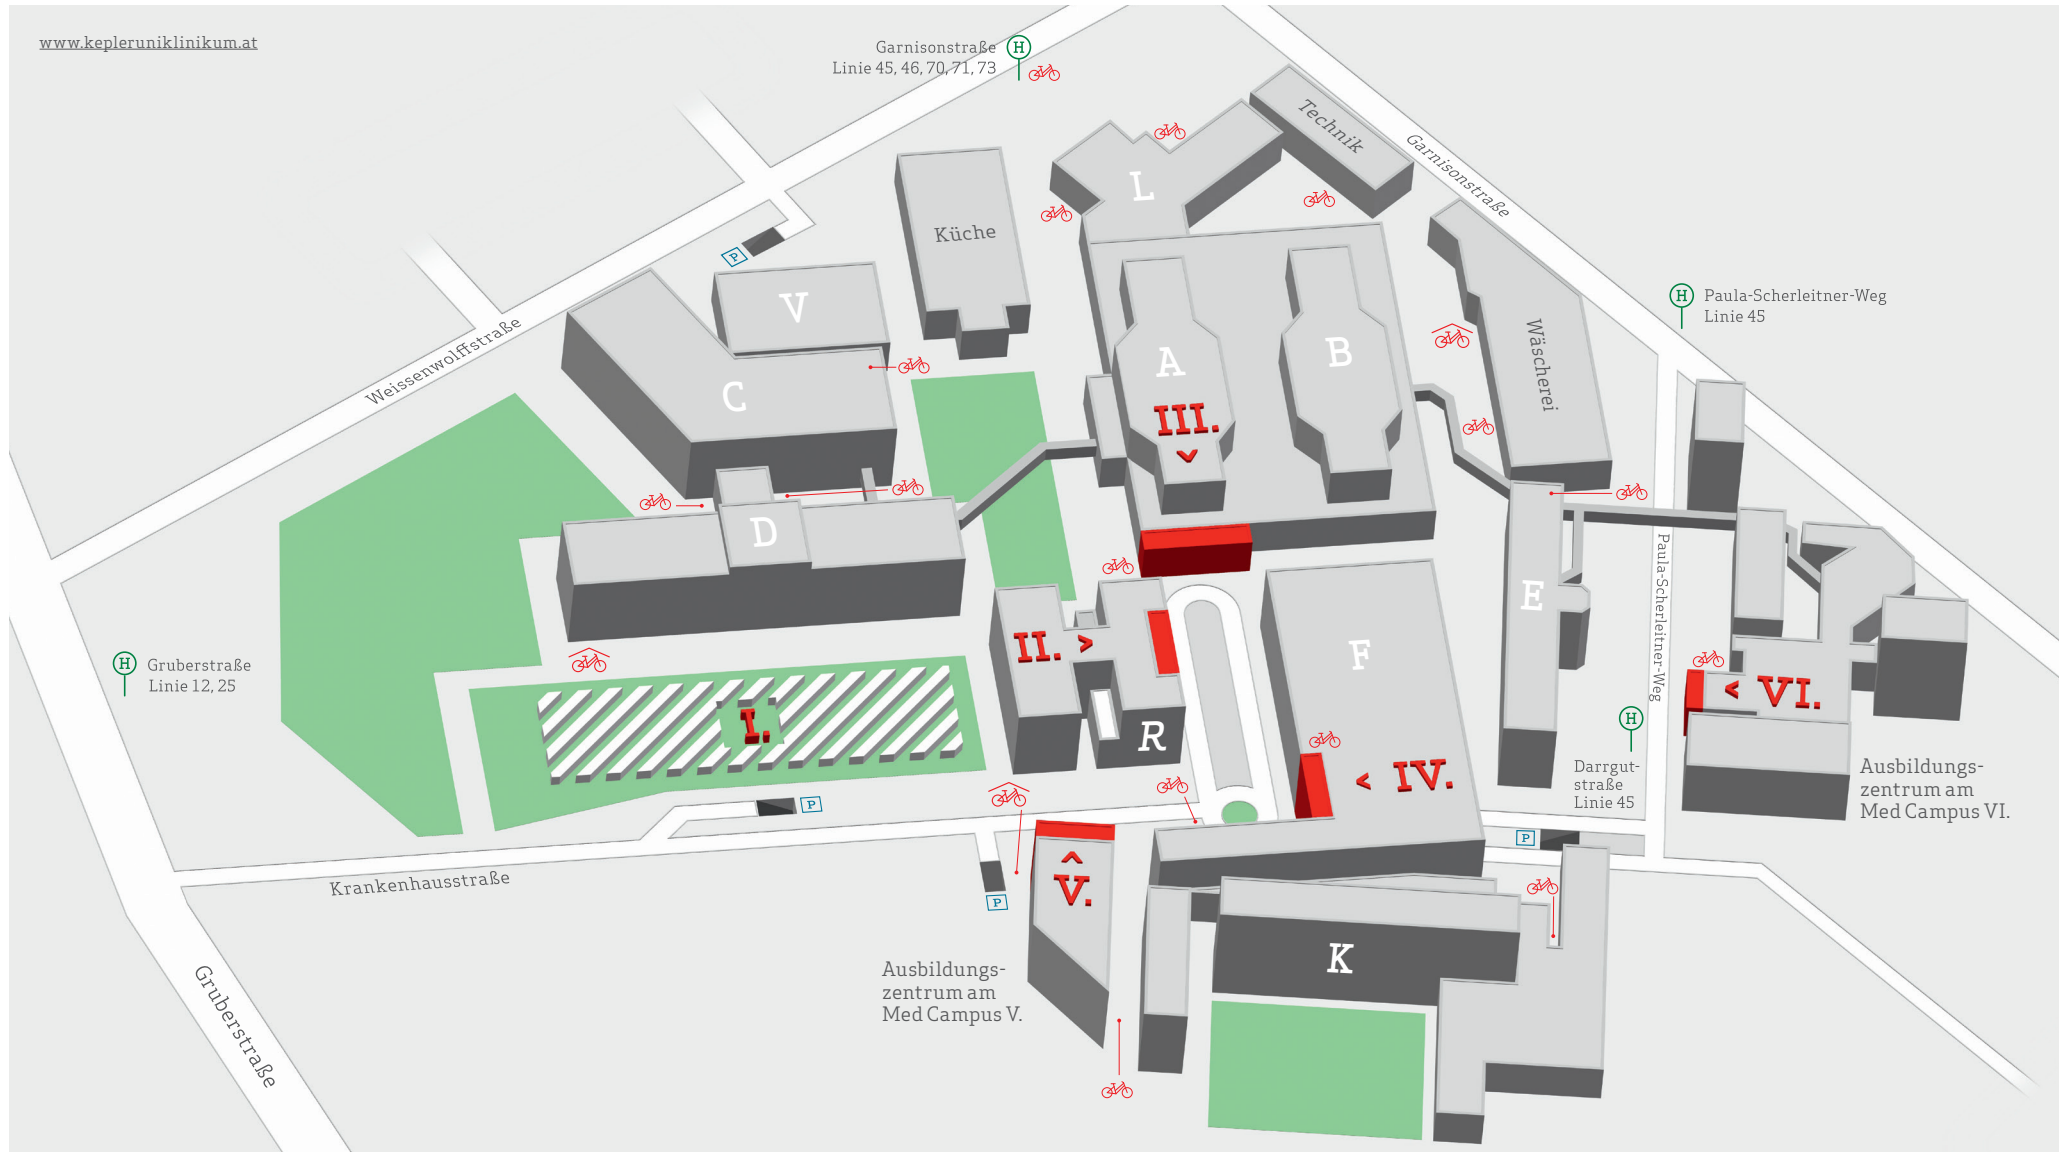 www.kepleruniklinikum.at
Garnisonstraße
Linie 45, 46, 70, 71, 73
H
Technik
Garnisonstraße
L
Küche
P
V
H
Paula-Scherleitner-Weg
Linie 45
Weissenwolffstraße
C
A
III.
B
Wäscherei
D
E
Paula-Scherleitner-Weg
H
Gruberstraße
Linie 12, 25
I.
II.
R
F
IV.
VI.
H
Darrgut-
straße
Linie 45
Ausbildungs-
zentrum am
Med Campus VI.
P
P
P
Krankenhausstraße
V.
K
Ausbildungs-
zentrum am
Med Campus V.
Gruberstraße